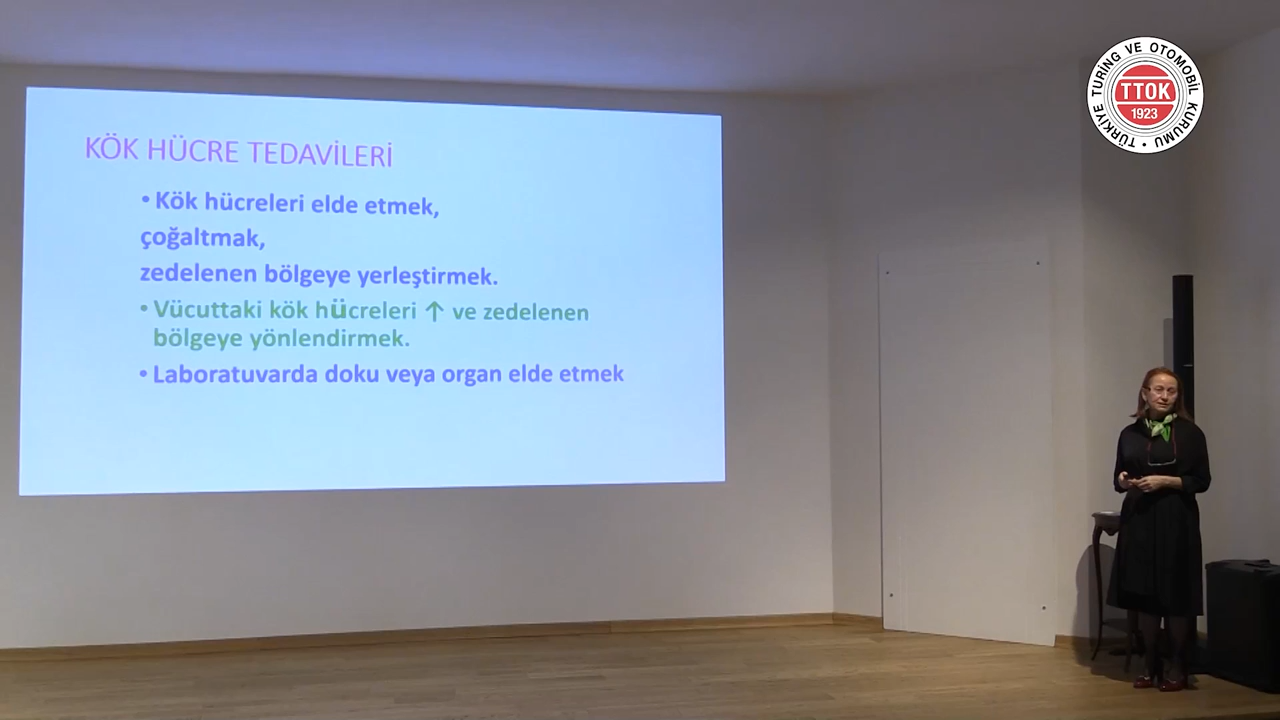 KÖK HÜCRE TEDAVİLERİ
• Kök hücreleri elde etmek,
çoğaltmak,
zedelenen bölgeye yerleştirmek.
• Vücuttaki kök hücreleri ↑ ve zedelenen
bölgeye yönlendirmek.
• Laboratuvarda doku veya organ elde etmek
TÜRKİYE TURİNG VE OTOMOBİL KURUMU •
TTOK
1923